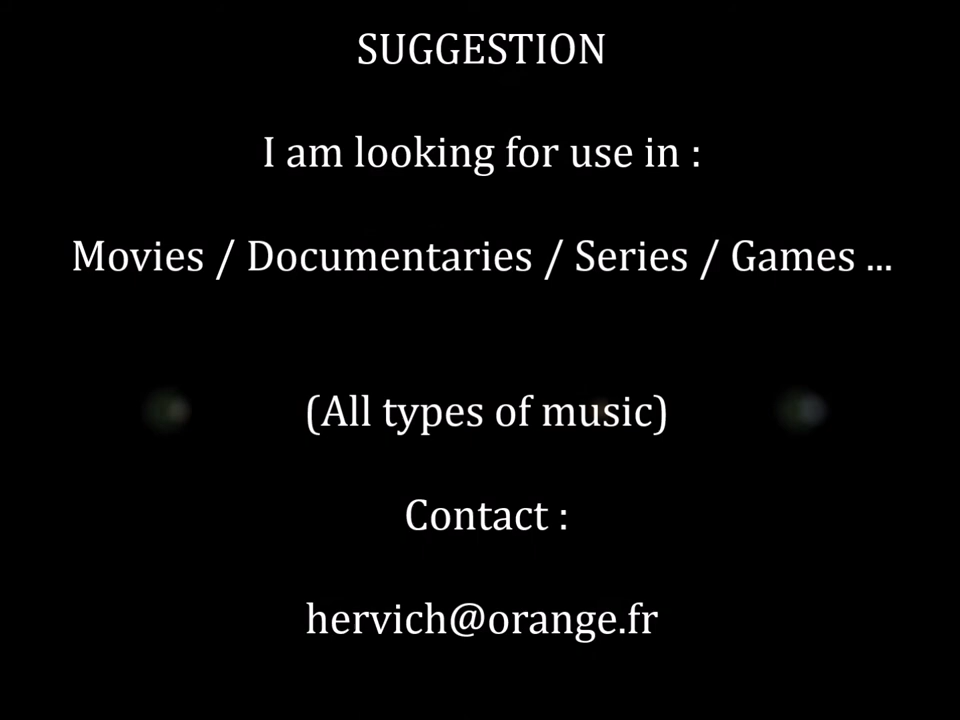 SUGGESTION
I am looking for use in :
Movies / Documentaries / Series / Games ...
(All types of music)
Contact :
hervich@orange.fr